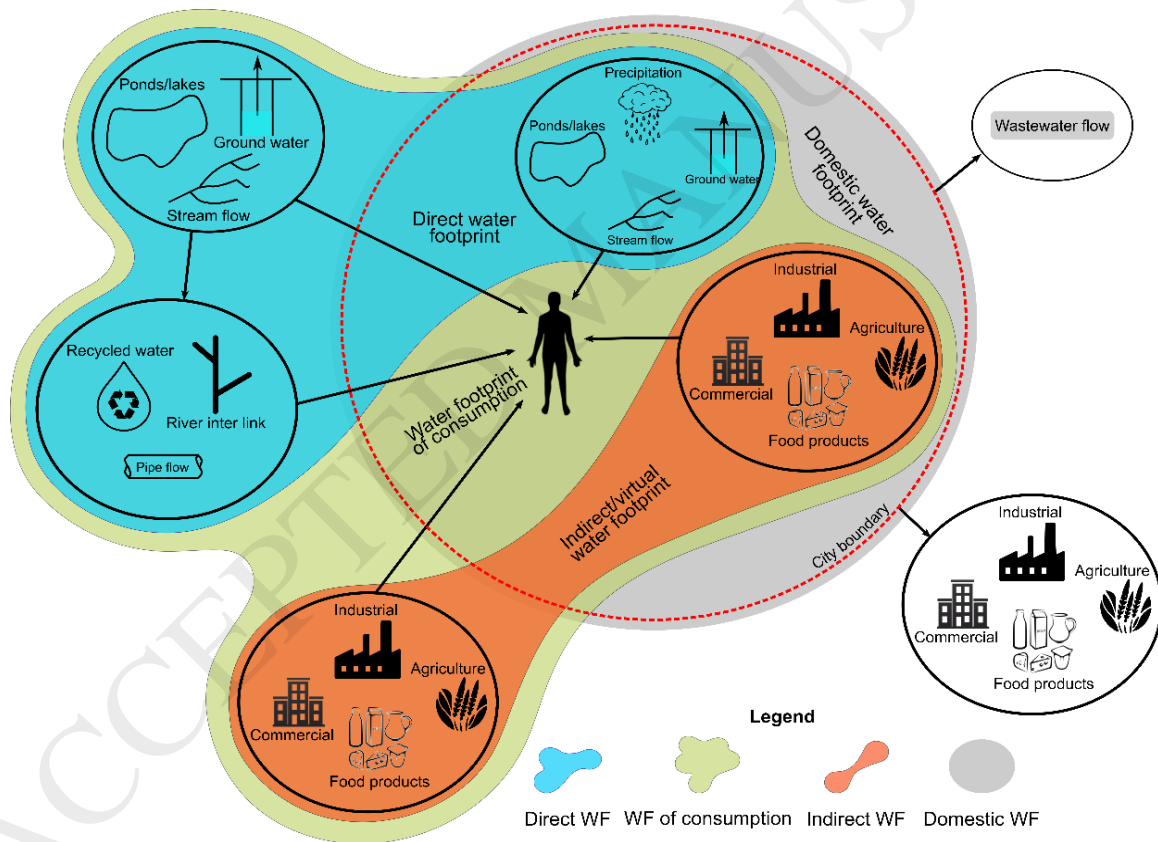 ACCEPTED MANUS
Ponds/lakes
Ground water
Stream flow
Precipitation
Ponds/lakes
Ground water
Stream flow
Wastewater flow
Direct water
footprint
Domestic water
footprint
Recycled water
River inter link
Pipe flow
Water footprint
of consumption
Industrial
Agriculture
Commercial
Food products
Indirect/virtual
water footprint
City boundary
Industrial
Agriculture
Commercial
Food products
Industrial
Agriculture
Commercial
Food products
Legend
Direct WF
WF of consumption
Indirect WF
Domestic WF